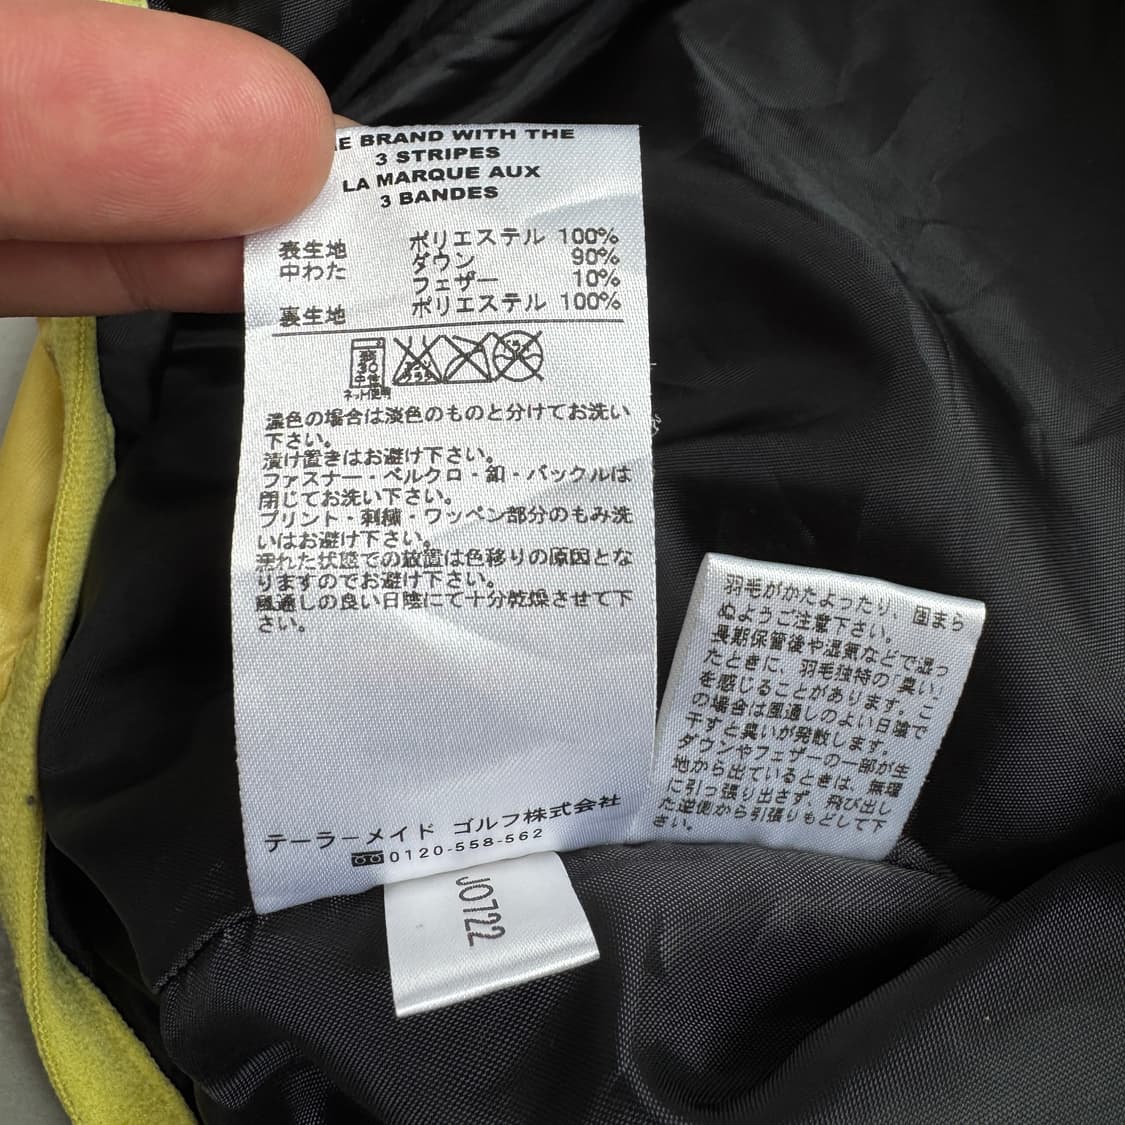 E BRAND WITH THE
3 STRIPES
LA MARQUE AUX
3 BANDES
表生地 ポリエステル 100%
中わた ダウン 90%
フェザー 10%
裏生地 ポリエステル 100%
中性
ネット使用
濃色の場合は淡色のものと分けてお洗い
下さい。
漬け置きはお避け下さい。
ファスナー・ベルクロ・釦・バックルは
閉じてお洗い下さい。
プリント・刺繍・ワッペン部分のもみ洗
いはお避け下さい。
濡れた状態での放置は色移りの原因とな
りますのでお避け下さい。
風通しの良い日陰にて十分乾燥させて下
さい。
テーラーメイド ゴルフ株式会社
0120-558-562
J0722
羽毛がかたよったり、固まら
ぬようご注意下さい。
長期保管後や湿気などで湿っ
たときに、羽毛独特の「臭い」
を感じることがあります。こ
の場合は風通しのよい日陰で
干すと臭いが発散します。
ダウンやフェザーの一部が生
地から出ているときは、無理
に引っ張り出さず、飛び出し
た逆側から引張りもどして下
さい。